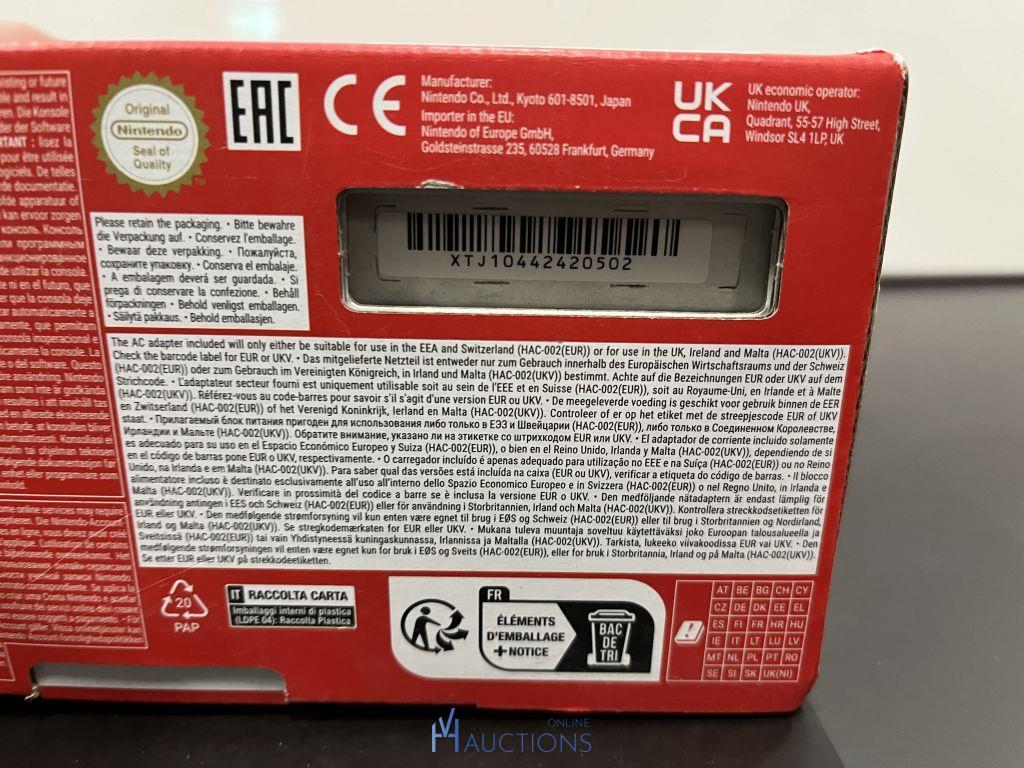 Original
Nintendo
Seal of
Quality
TM
EAC
CE
Manufacturer:
Nintendo Co., Ltd., Kyoto 601-8501, Japan
Importer in the EU:
Nintendo of Europe GmbH,
Goldsteinstrasse 235, 60528 Frankfurt, Germany
UK
CA
UK economic operator:
Nintendo UK,
Quadrant, 55-57 High Street,
Windsor SL4 1LP, UK
Please retain the packaging. • Bitte bewahre
die Verpackung auf. • Conservez l'emballage.
• Bewaar deze verpakking. • Пожалуйста,
сохраните упаковку. • Conserva el embalaje.
• A embalagem deverá ser guardada. • Si
prega di conservare la confezione. • Behåll
förpackningen • Behold venligst emballagen.
• Säilytä pakkaus. • Behold emballasjen.
XTJ10442420502
The AC adapter included will only either be suitable for use in the EEA and Switzerland (HAC-002(EUR)) or for use in the UK, Ireland and Malta (HAC-002(UKV)).
Check the barcode label for EUR or UKV. • Das mitgelieferte Netzteil ist entweder nur zum Gebrauch innerhalb des Europäischen Wirtschaftsraums und der Schweiz
(HAC-002(EUR)) oder zum Gebrauch im Vereinigten Königreich, in Irland und Malta (HAC-002(UKV)) bestimmt. Achte auf die Bezeichnungen EUR oder UKV auf dem
Strichcode. • L'adaptateur secteur fourni est uniquement utilisable soit au sein de l'EEE et en Suisse (HAC-002(EUR)), soit au Royaume-Uni, en Irlande et à Malte
(HAC-002(UKV)). Référez-vous au code-barres pour savoir s'il s'agit d'une version EUR ou UKV. • De meegeleverde voeding is geschikt voor gebruik binnen de EER
en Zwitserland (HAC-002(EUR)) of het Verenigd Koninkrijk, Ierland en Malta (HAC-002(UKV)). Controleer of er op het etiket met de streepjescode EUR of UKV
staat. • Прилагаемый блок питания пригоден для использования либо только в ЕЭЗ и Швейцарии (HAC-002(EUR)), либо только в Соединенном Королевстве,
Ирландии и Мальте (HAC-002(UKV)). Обратите внимание, указано ли на этикетке со штрихкодом EUR или UKV. • El adaptador de corriente incluido solamente
es adecuado para su uso en el Espacio Económico Europeo y Suiza (HAC-002(EUR)), o bien en el Reino Unido, Irlanda y Malta (HAC-002(UKV)), dependiendo de si
en el código de barras pone EUR o UKV, respectivamente. • O carregador incluído é apenas adequado para utilização no EEE e na Suíça (HAC-002(EUR)) ou no Reino
Unido, na Irlanda e em Malta (HAC-002(UKV)). Para saber qual das versões está incluída na caixa (EUR ou UKV), verificar a etiqueta do código de barras. • Il blocco
alimentatore incluso è destinato esclusivamente all'uso all'interno dello Spazio Economico Europeo e in Svizzera (HAC-002(EUR)) o nel Regno Unito, in Irlanda e
Malta (HAC-002(UKV)). Verificare in prossimità del codice a barre se è inclusa la versione EUR o UKV. • Den medföljande nätadaptern är endast lämplig för
användning antingen i EES och Schweiz (HAC-002(EUR)) eller för användning i Storbritannien, Irland och Malta (HAC-002(UKV)). Kontrollera streckkodsetiketten för
EUR eller UKV. • Den medfølgende strømforsyning vil kun enten være egnet til brug i EØS og Schweiz (HAC-002(EUR)) eller til brug i Storbritannien og Nordirland,
Irland og Malta (HAC-002(UKV)). Se stregkodemærkaten for EUR eller UKV. • Mukana tuleva muuntaja soveltuu käytettäväksi joko Euroopan talousalueella ja
Sveitsissä (HAC-002(EUR)) tai vain Yhdistyneessä kuningaskunnassa, Irlannissa ja Maltalla (HAC-002(UKV)). Tarkista, lukeeko viivakoodissa EUR vai UKV. • Den
medfølgende strømforsyningen vil enten være egnet kun for bruk i EØS og Sveits (HAC-002(EUR)), eller for bruk i Storbritannia, Irland og på Malta (HAC-002(UKV)).
Se etter EUR eller UKV på strekkodeetiketten.
20
PAP
IT RACCOLTA CARTA
Imballaggi interni di plastica
(LDPE 04): Raccolta Plastica
FR
ÉLÉMENTS
D'EMBALLAGE
+ NOTICE
BAC
DE
TRI
AT BE BG CH CY
CZ DE DK EE EL
ES FI FR HR HU
IE IT LT LU LV
MT NL PL PT RO
SE SI SK UK(NI)
ONLINE
AUCTIONS